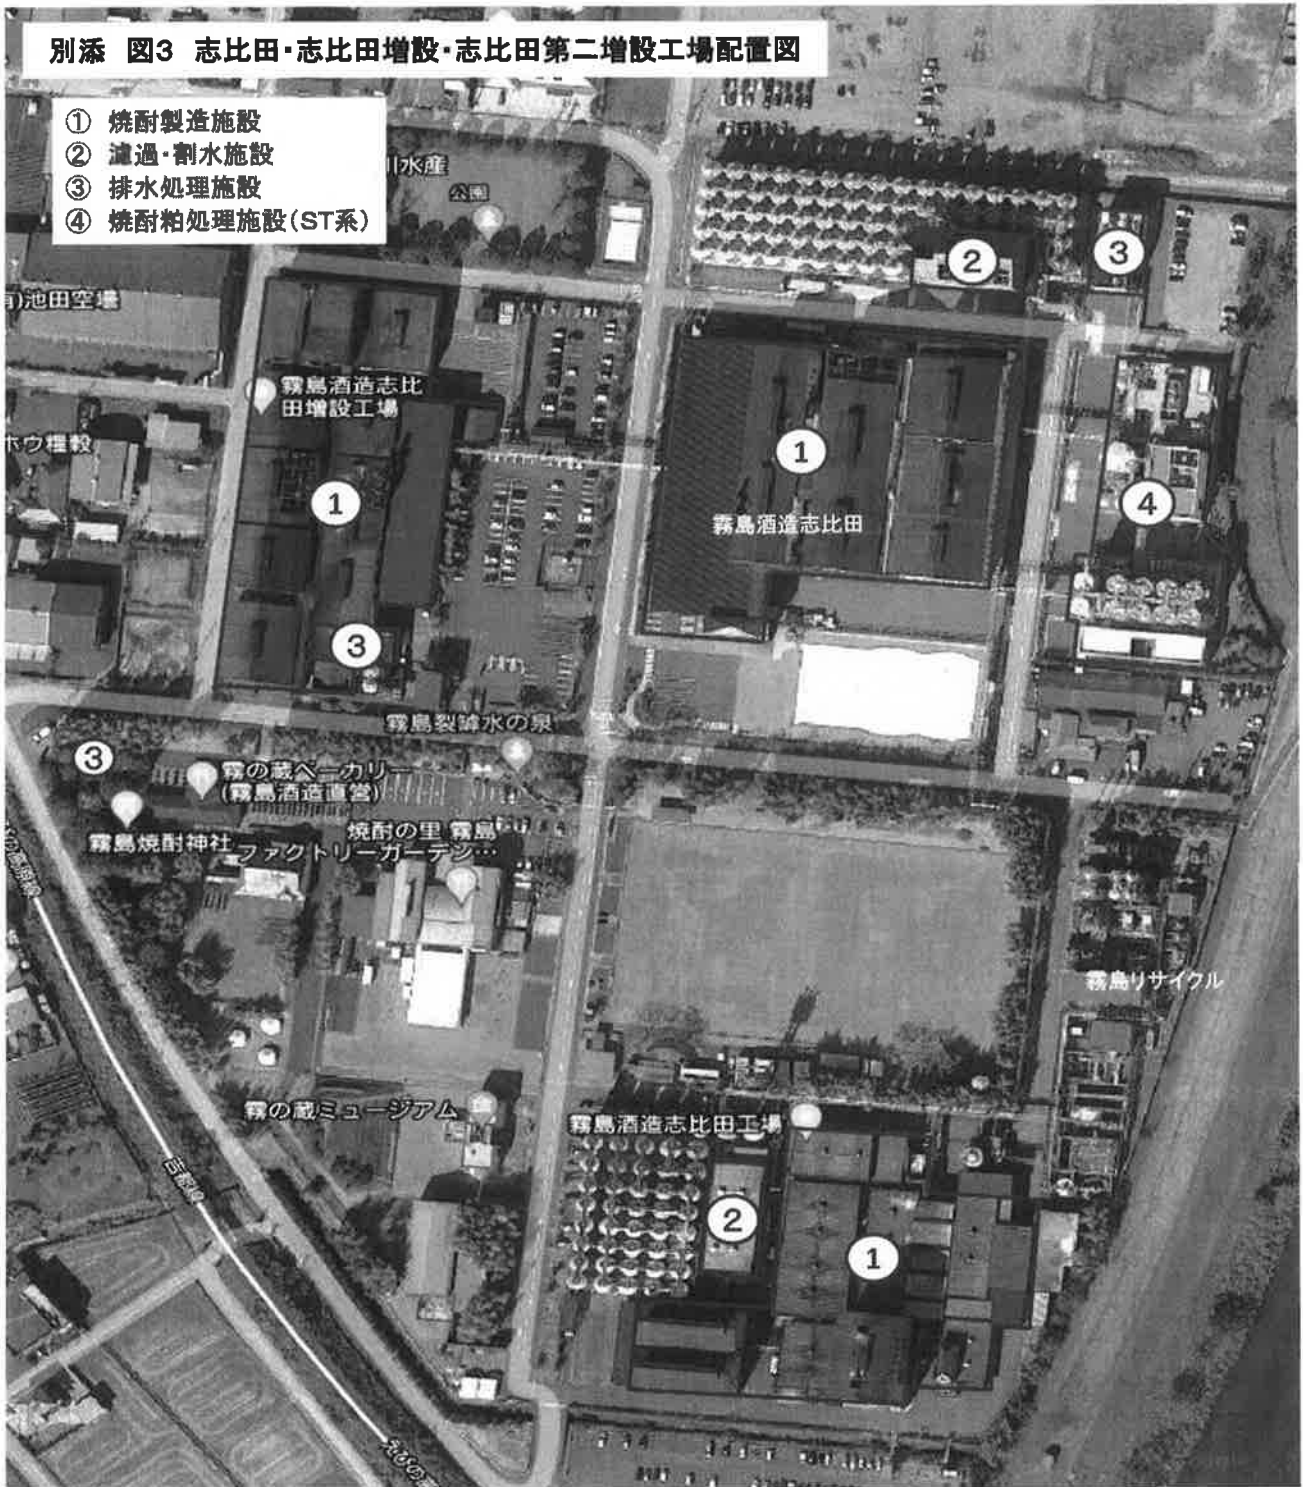 別添 図3 志比田・志比田増設・志比田第二増設工場配置図
① 焼酎製造施設
② 濾過・割水施設
③ 排水処理施設
④ 焼酎粕処理施設(ST系)
川水産
公園
②
③
有)池田空壜
霧島酒造志比
田増設工場
ホウ糧穀
①
霧島酒造志比田
①
④
③
霧島裂罅水の泉
③
霧の蔵ベーカリー
(霧島酒造直営)
霧島焼酎神社
焼酎の里 霧島
ファクトリーガーデン…
霧島リサイクル
霧の蔵ミュージアム
霧島酒造志比田工場
吉都線
②
①
えびの高